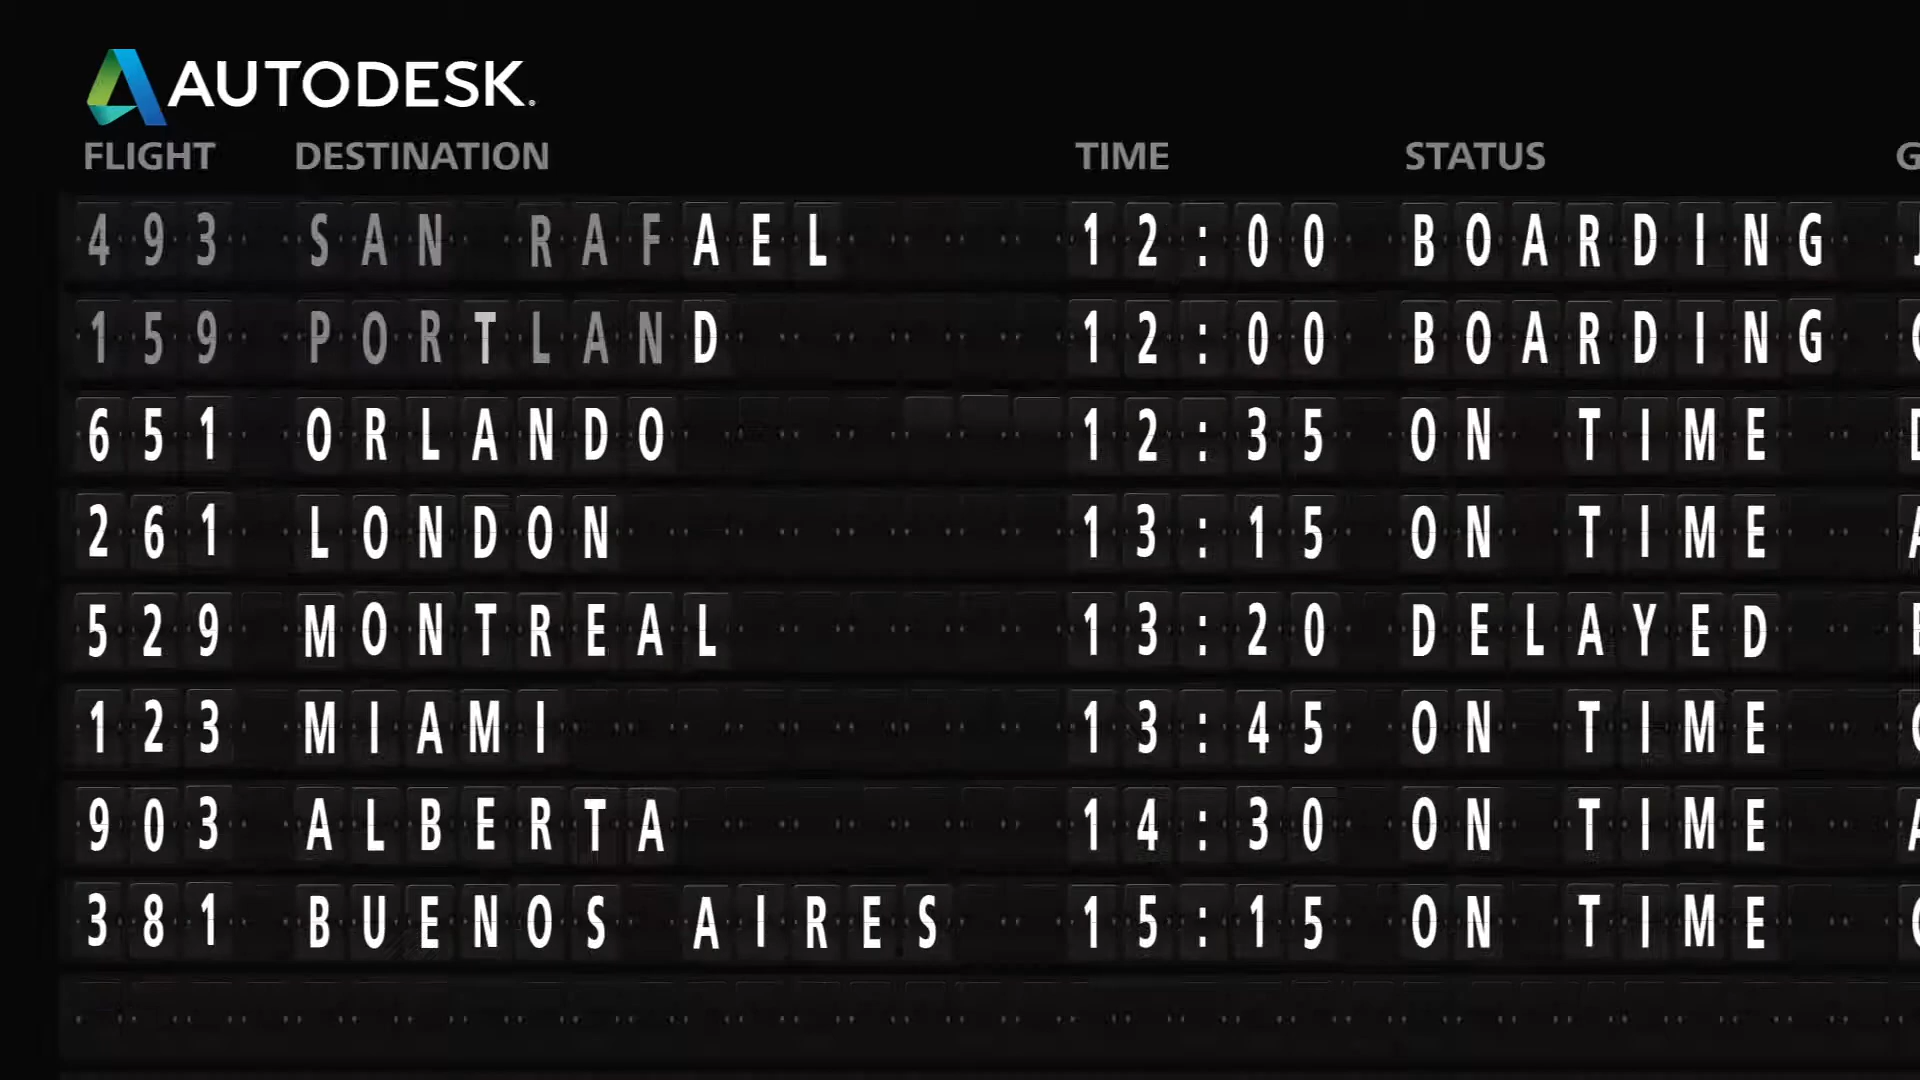 AUTODESK.
FLIGHT DESTINATION TIME STATUS G
493 SAN RAFAEL 12:00 BOARDING
159 PORTLAND 12:00 BOARDING
651 ORLANDO 12:35 ON TIME
261 LONDON 13:15 ON TIME
529 MONTREAL 13:20 DELAYED
123 MIAMI 13:45 ON TIME
903 ALBERTA 14:30 ON TIME
381 BUENOS AIRES 15:15 ON TIME